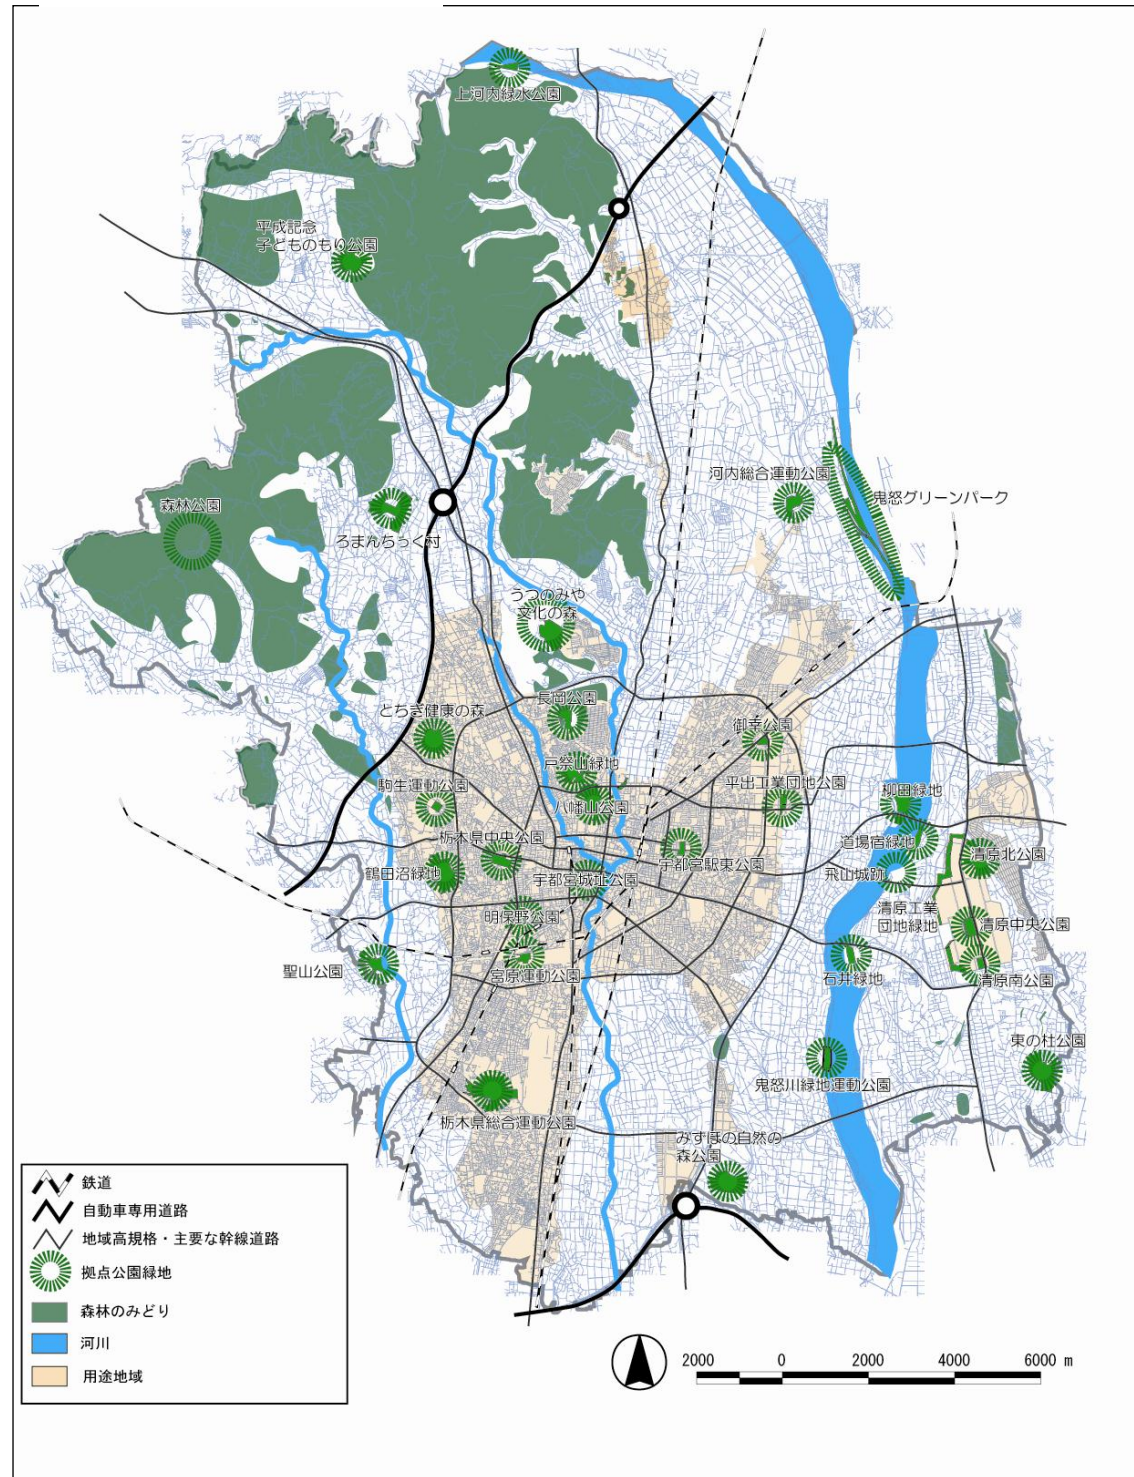 上河内緑水公園
平成記念
子どものもり公園
河内総合運動公園
鬼怒グリーンパーク
森林公園
ろまんちっく村
うつのみや
文化の森
長岡公園
とちぎ健康の森
御幸公園
戸祭山緑地
駒生運動公園
八幡山公園
平出工業団地公園
柳田緑地
栃木県中央公園
道場宿緑地
宇都宮駅東公園
清原北公園
鶴田沼緑地
宇都宮城址公園
飛山城跡
清原工業
団地緑地
明保野公園
清原中央公園
聖山公園
宮原運動公園
石井緑地
清原南公園
東の杜公園
鬼怒川緑地運動公園
栃木県総合運動公園
みずほの自然の
森公園
鉄道
自動車専用道路
地域高規格・主要な幹線道路
拠点公園緑地
森林のみどり
河川
用途地域
2000 0 2000 4000 6000 m